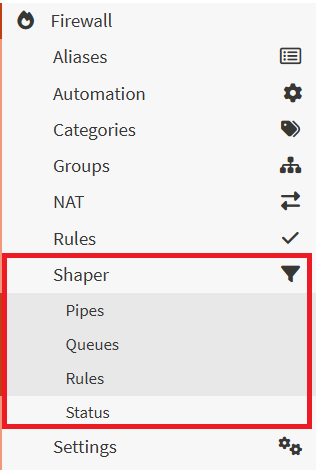 Firewall
Aliases
Automation
Categories
Groups
NAT
Rules
Shaper
Pipes
Queues
Rules
Status
Settings